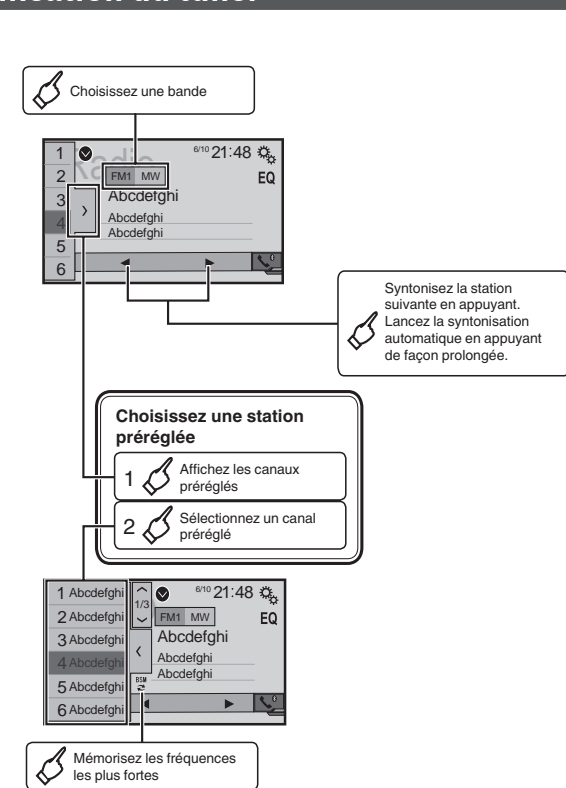 Choisissez une bande
1
2
3
4
5
6
Radio
6/10 21:48
FM1 MW
EQ
Abcdefghi
Abcdefghi
Abcdefghi
Syntonisez la station
suivante en appuyant.
Lancez la syntonisation
automatique en appuyant
de façon prolongée.
Choisissez une station
préréglée
1 Affichez les canaux
préréglés
2 Sélectionnez un canal
préréglé
1 Abcdefghi
2 Abcdefghi
3 Abcdefghi
4 Abcdefghi
5 Abcdefghi
6 Abcdefghi
1/3
6/10 21:48
FM1 MW
EQ
Abcdefghi
Abcdefghi
Abcdefghi
BSM
Mémorisez les fréquences
les plus fortes